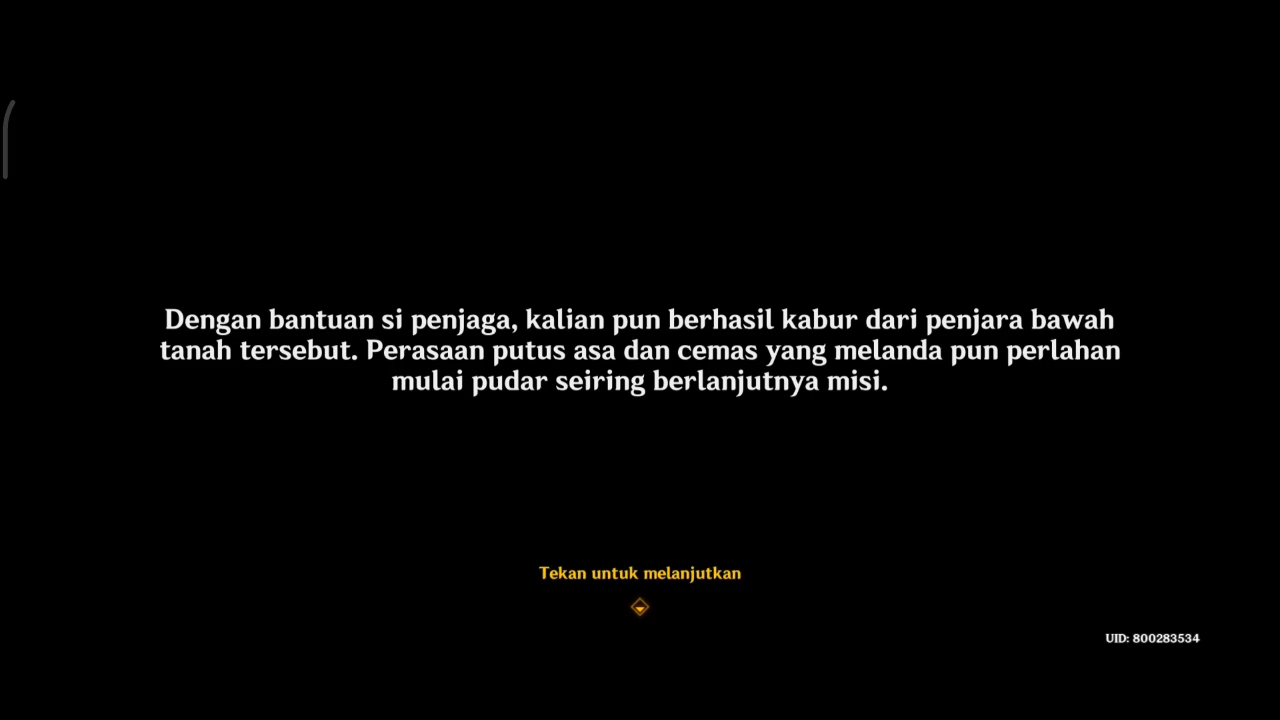 Dengan bantuan si penjaga, kalian pun berhasil kabur dari penjara bawah
tanah tersebut. Perasaan putus asa dan cemas yang melanda pun perlahan
mulai pudar seiring berlanjutnya misi.
Tekan untuk melanjutkan
UID: 800283534